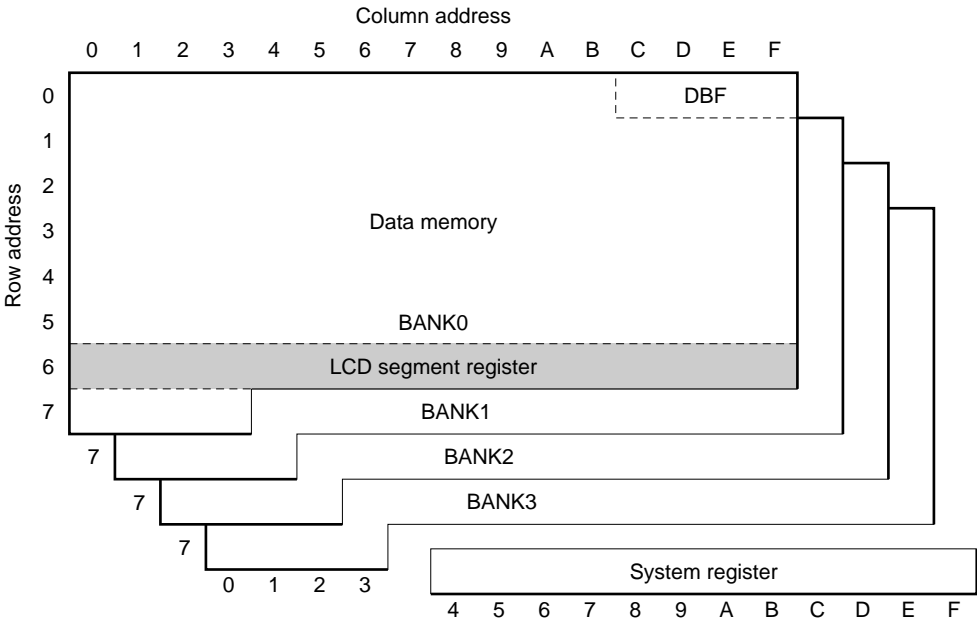 Column address
0 1 2 3 4 5 6 7 8 9 A B C D E F
0 DBF
1
2
Row address
3 Data memory
4
5 BANK0
6 LCD segment register
7 BANK1
7 BANK2
7 BANK3
7
System register
0 1 2 3
4 5 6 7 8 9 A B C D E F